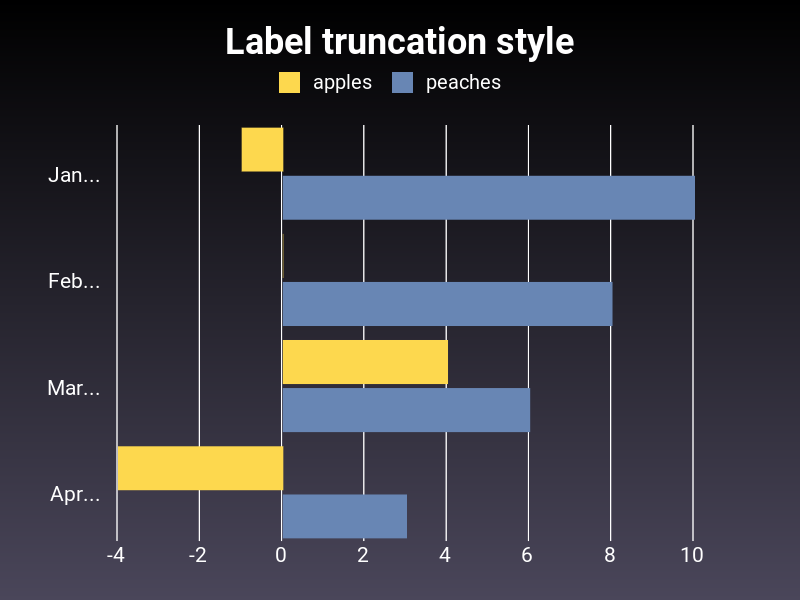 Label truncation style
apples peaches
Jan...
Feb...
Mar...
Apr...
-4 -2 0 2 4 6 8 10